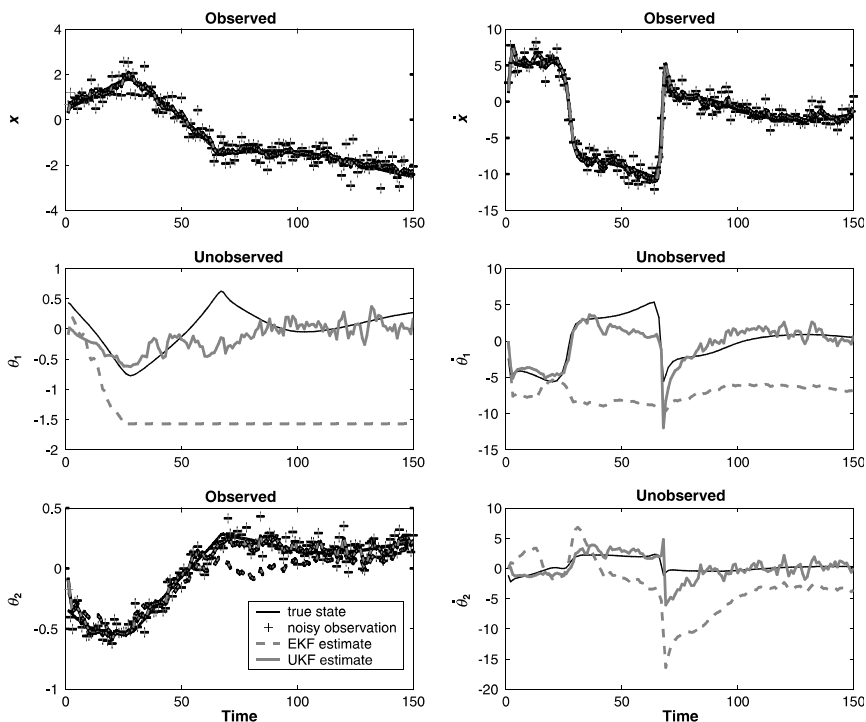 Observed
x
4
2
0
-2
-4
0 50 100 150
Observed
ẋ
10
5
0
-5
-10
-15
0 50 100 150
Unobserved
θ1
1
0.5
0
-0.5
-1
-1.5
-2
0 50 100 150
Unobserved
θ̇1
10
5
0
-5
-10
-15
0 50 100 150
Observed
θ2
0.5
0
-0.5
-1
true state
noisy observation
EKF estimate
UKF estimate
0 50 100 150
Time
Unobserved
θ̇2
10
5
0
-5
-10
-15
-20
0 50 100 150
Time